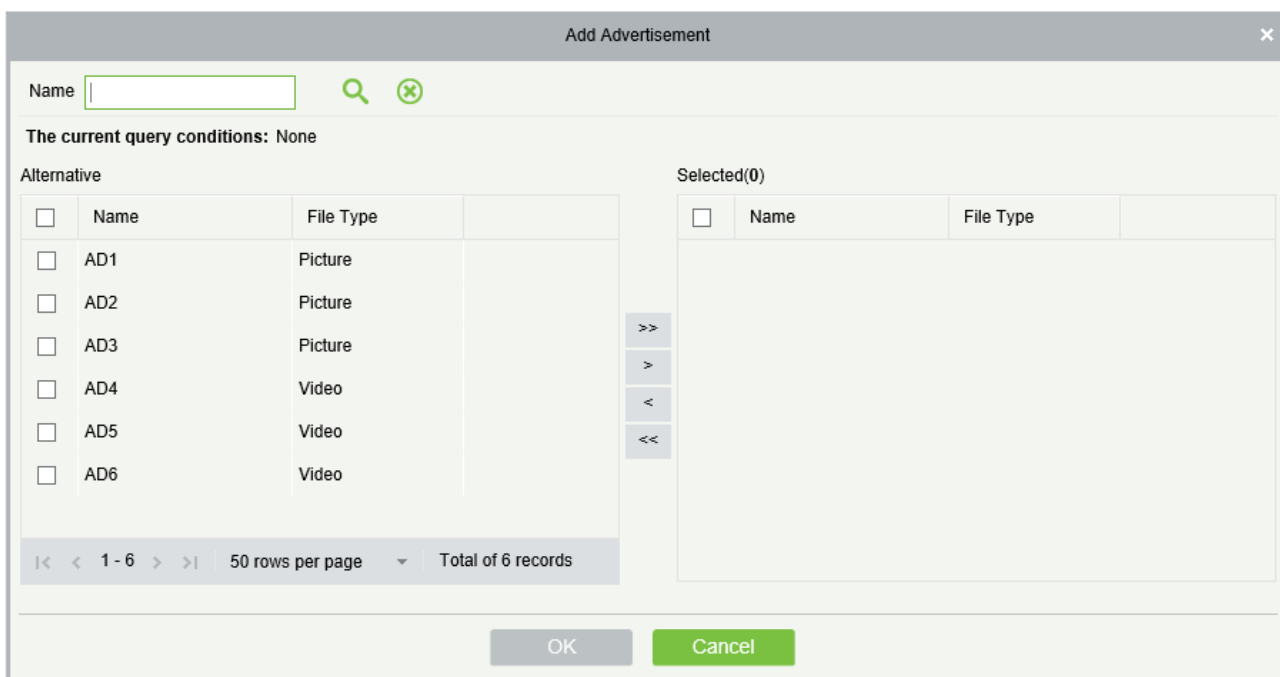 Add Advertisement ×
Name
The current query conditions: None
Alternative
Selected(0)
Name File Type
Name File Type
AD1 Picture
AD2 Picture
AD3 Picture
AD4 Video
AD5 Video
AD6 Video
>>
>
<
<<
|< < 1 - 6 > >| 50 rows per page Total of 6 records
OK Cancel